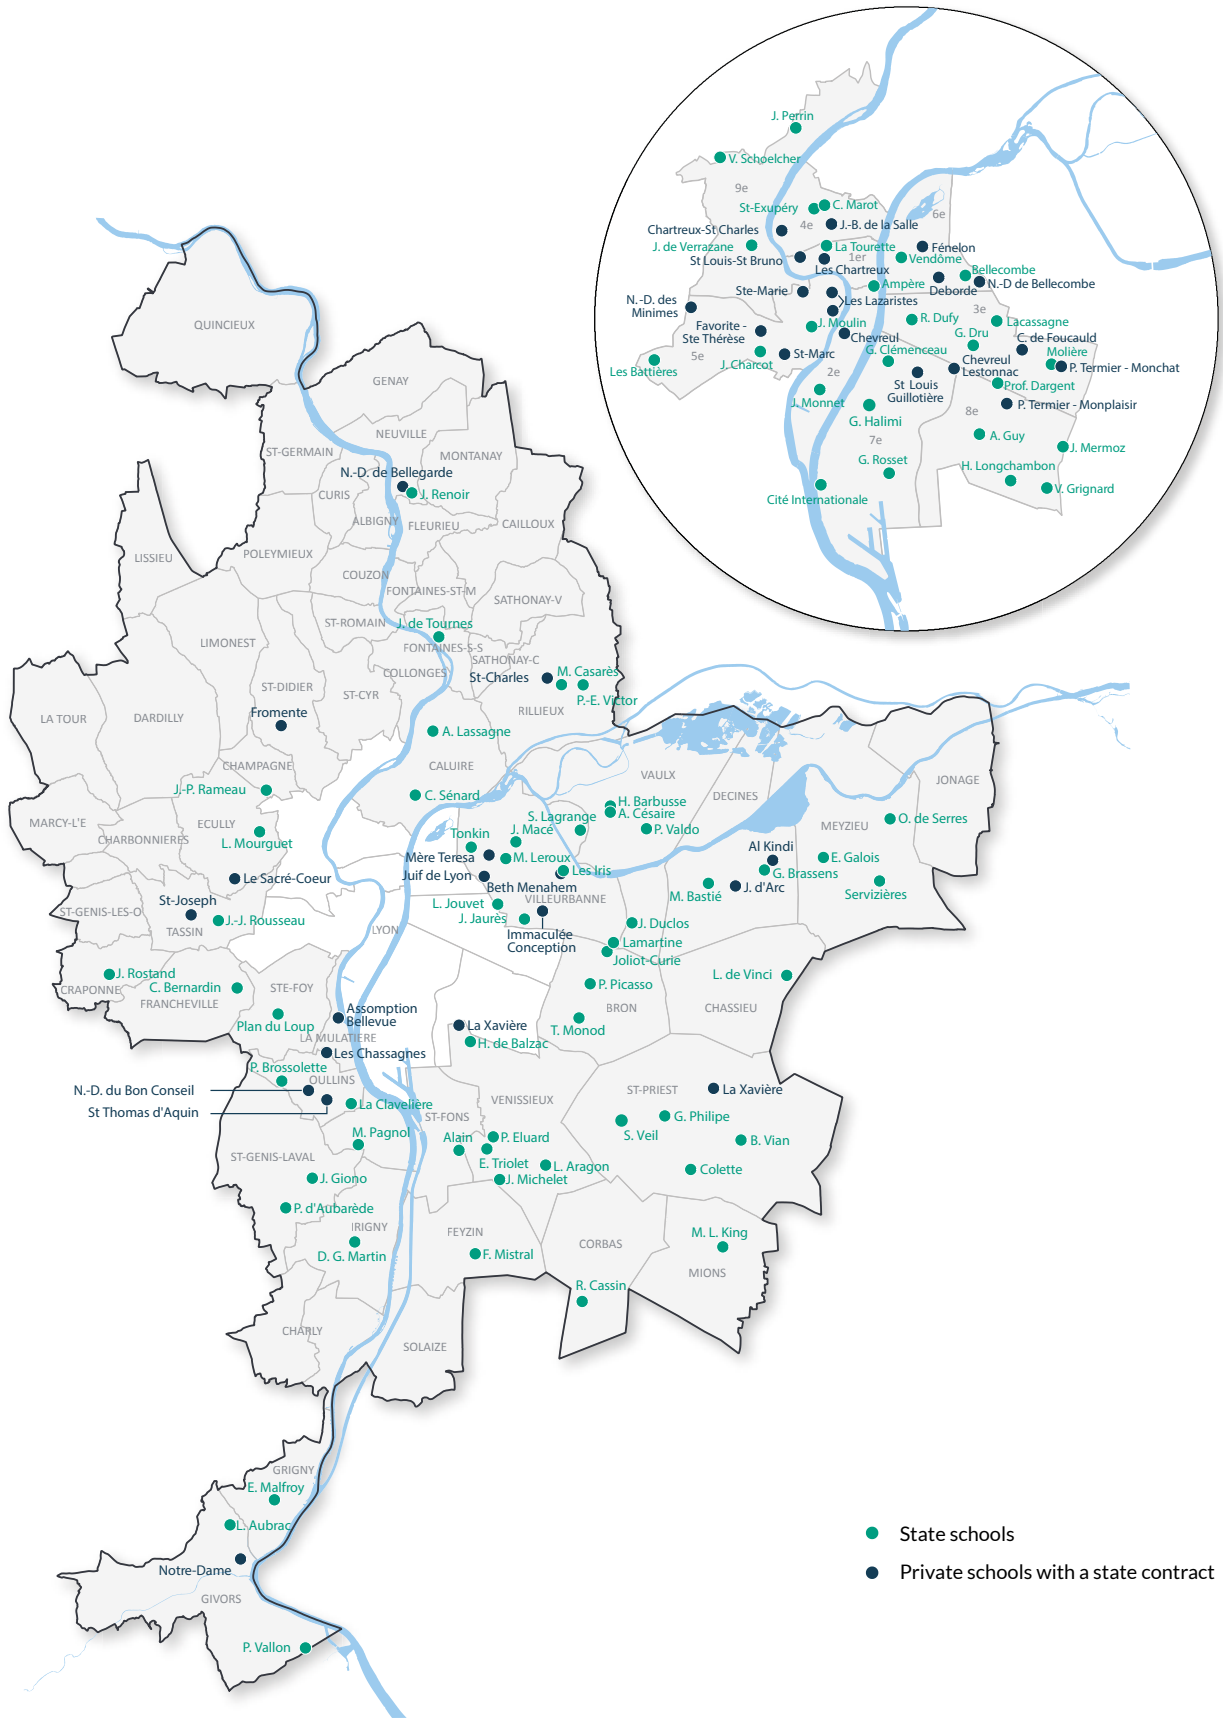 J. Perrin
V. Schoelcher
9e
6e
St-Exupéry
C. Marot
4e
J.-B. de la Salle
Chartreux-St Charles
J. de Verrazane
La Tourette
Fénelon
St Louis-St Bruno
1er
Vendôme
Les Chartreux
Bellecombe
Ampère
Deborde
N.-D de Bellecombe
Ste-Marie
Les Lazaristes
3e
N.-D. des
Minimes
J. Moulin
R. Dufy
Lacassagne
Favorite -
Ste Thérèse
Chevreul
G. Dru
C. de Foucauld
5e
St-Marc
G. Clémenceau
Molière
J. Charcot
Chevreul
Lestonnac
P. Termier - Monchat
Les Battières
2e
St Louis
Guillotière
Prof. Dargent
J. Monnet
P. Termier - Monplaisir
8e
G. Halimi
7e
A. Guy
J. Mermoz
G. Rosset
H. Longchambon
Cité Internationale
V. Grignard
QUINCIEUX
GENAY
NEUVILLE
ST-GERMAIN
MONTANAY
N.-D. de Bellegarde
CURIS
J. Renoir
ALBIGNY
FLEURIEU
CAILLOUX
LISSIEU
POLEYMIEUX
COUZON
FONTAINES-ST-M
SATHONAY-V
ST-ROMAIN
J. de Tournes
LIMONEST
FONTAINES-S-S
SATHONAY-C
COLLONGES
St-Charles
M. Casarès
ST-DIDIER
ST-CYR
P.-E. Victor
LA TOUR
DARDILLY
Fromente
RILLIEUX
A. Lassagne
CHAMPAGNE
CALUIRE
VAULX
JONAGE
J.-P. Rameau
C. Sénard
DECINES
H. Barbusse
A. Césaire
MARCY-L'E
ECULLY
S. Lagrange
O. de Serres
CHARBONNIERES
L. Mourguet
Tonkin
J. Macé
P. Valdo
MEYZIEU
Mère Teresa
M. Leroux
Al Kindi
E. Galois
Le Sacré-Coeur
Juif de Lyon
Les Iris
G. Brassens
Beth Menahem
J. d'Arc
Servizières
St-Joseph
L. Jouvet
VILLEURBANNE
M. Bastié
ST-GENIS-LES-O
J.-J. Rousseau
J. Jaurès
J. Duclos
TASSIN
LYON
Immaculée
Conception
Lamartine
Joliot-Curie
J. Rostand
L. de Vinci
CRAPONNE
C. Bernardin
STE-FOY
P. Picasso
FRANCHEVILLE
BRON
CHASSIEU
Assomption
Bellevue
Plan du Loup
La Xavière
T. Monod
LA MULATIERE
H. de Balzac
Les Chassagnes
P. Brossolette
OULLINS
N.-D. du Bon Conseil
ST-PRIEST
La Xavière
St Thomas d'Aquin
La Clavelière
VENISSIEUX
ST-FONS
G. Philipe
M. Pagnol
Alain
P. Eluard
S. Veil
B. Vian
ST-GENIS-LAVAL
E. Triolet
L. Aragon
Colette
J. Giono
J. Michelet
P. d'Aubarède
IRIGNY
FEYZIN
CORBAS
M. L. King
D. G. Martin
F. Mistral
MIONS
R. Cassin
CHARLY
SOLAIZE
GRIGNY
E. Malfroy
L. Aubrac
Notre-Dame
GIVORS
P. Vallon
State schools
Private schools with a state contract